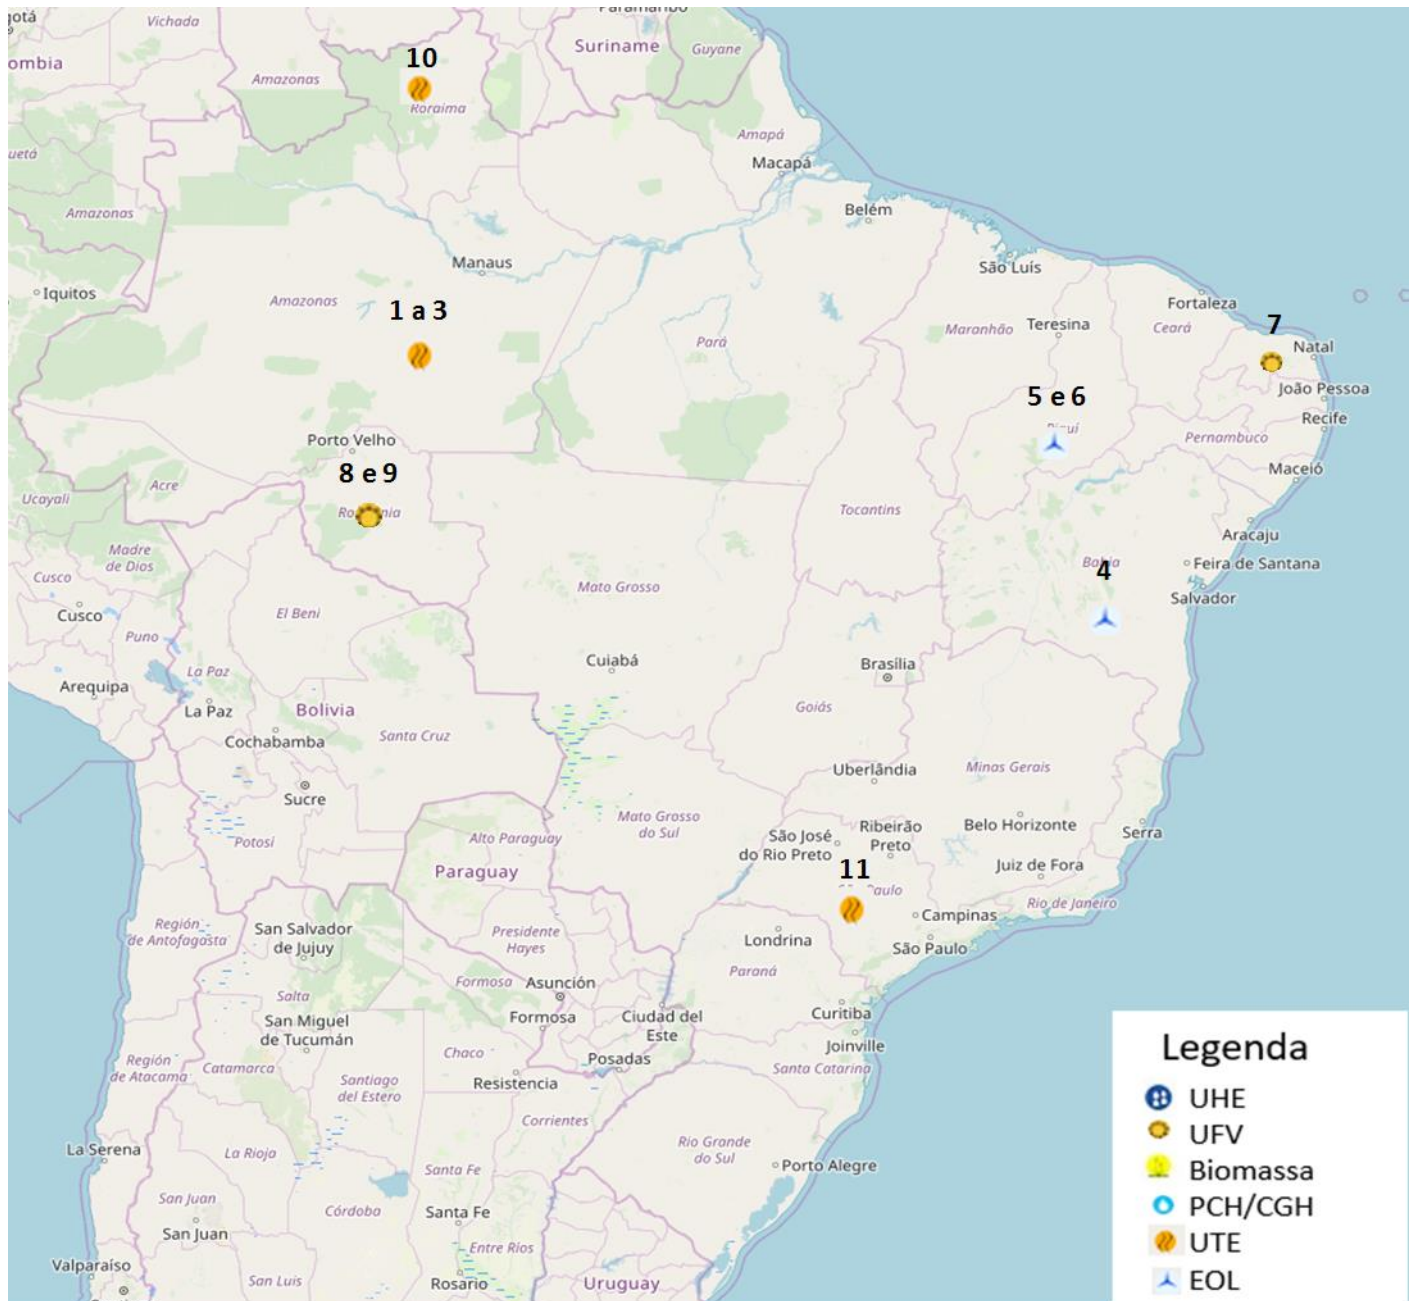 gotá
Vichada
Paramaribo
ombia
Suriname
Guyane
10
Amazonas
Roraima
Amapá
Macapá
uetá
Amazonas
Belém
Manaus
São Luís
Iquitos
Amazonas
1 a 3
Fortaleza
7
Maranhão
Teresina
Ceará
Pará
Natal
5 e 6
João Pessoa
Piauí
Recife
Porto Velho
Pernambuco
8 e 9
Maceió
Acre
Ucayali
Rondônia
Tocantins
Aracaju
Madre
de Dios
Bahia
4
Feira de Santana
Cusco
Mato Grosso
Salvador
Cusco
El Beni
Puno
Cuiabá
Brasília
La Paz
Arequipa
La Paz
Bolivia
Goiás
Cochabamba
Santa Cruz
Uberlândia
Minas Gerais
Sucre
Mato Grosso
do Sul
Potosí
Alto Paraguay
São José
do Rio Preto
Ribeirão
Preto
Belo Horizonte
Serra
Paraguay
11
Juiz de Fora
São Paulo
Rio de Janeiro
Región
de Antofagasta
San Salvador
de Jujuy
Presidente
Hayes
Campinas
Londrina
São Paulo
Paraná
Formosa
Asunción
Salta
San Miguel
de Tucumán
Formosa
Ciudad del
Este
Curitiba
Joinville
Chaco
Posadas
Región
de Atacama
Catamarca
Santiago
del Estero
Resistencia
Santa Catarina
Corrientes
La Serena
La Rioja
Santa Fe
Rio Grande
do Sul
Porto Alegre
San Juan
Córdoba
Santa Fe
San Juan
Entre Ríos
Valparaíso
San Luis
Rosario
Uruguay
Legenda
UHE
UFV
Biomassa
PCH/CGH
UTE
EOL